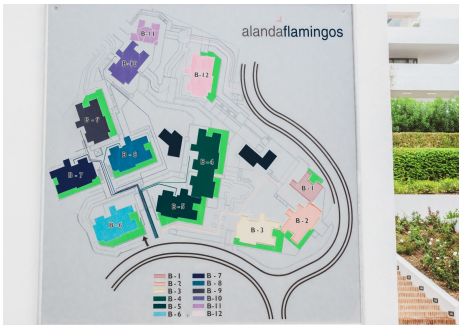 alandaflamingos
B-11
B-10
B-12
B-9
B-8
B-7
B-4
B-1
B-5
B-2
B-6
B-3
B - 1 B - 7
B - 2 B - 8
B - 3 B - 9
B - 4 B - 10
B - 5 B - 11
B - 6 B - 12